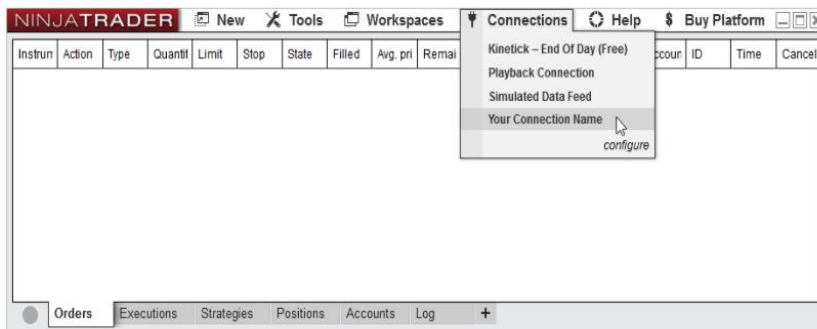 NINJATRADER New Tools Workspaces Connections Help $ Buy Platform
Instrun Action Type Quantit Limit Stop State Filled Avg. pri Remai ccoun ID Time Cancel
Kinetick – End Of Day (Free)
Playback Connection
Simulated Data Feed
Your Connection Name
configure
Orders Executions Strategies Positions Accounts Log +